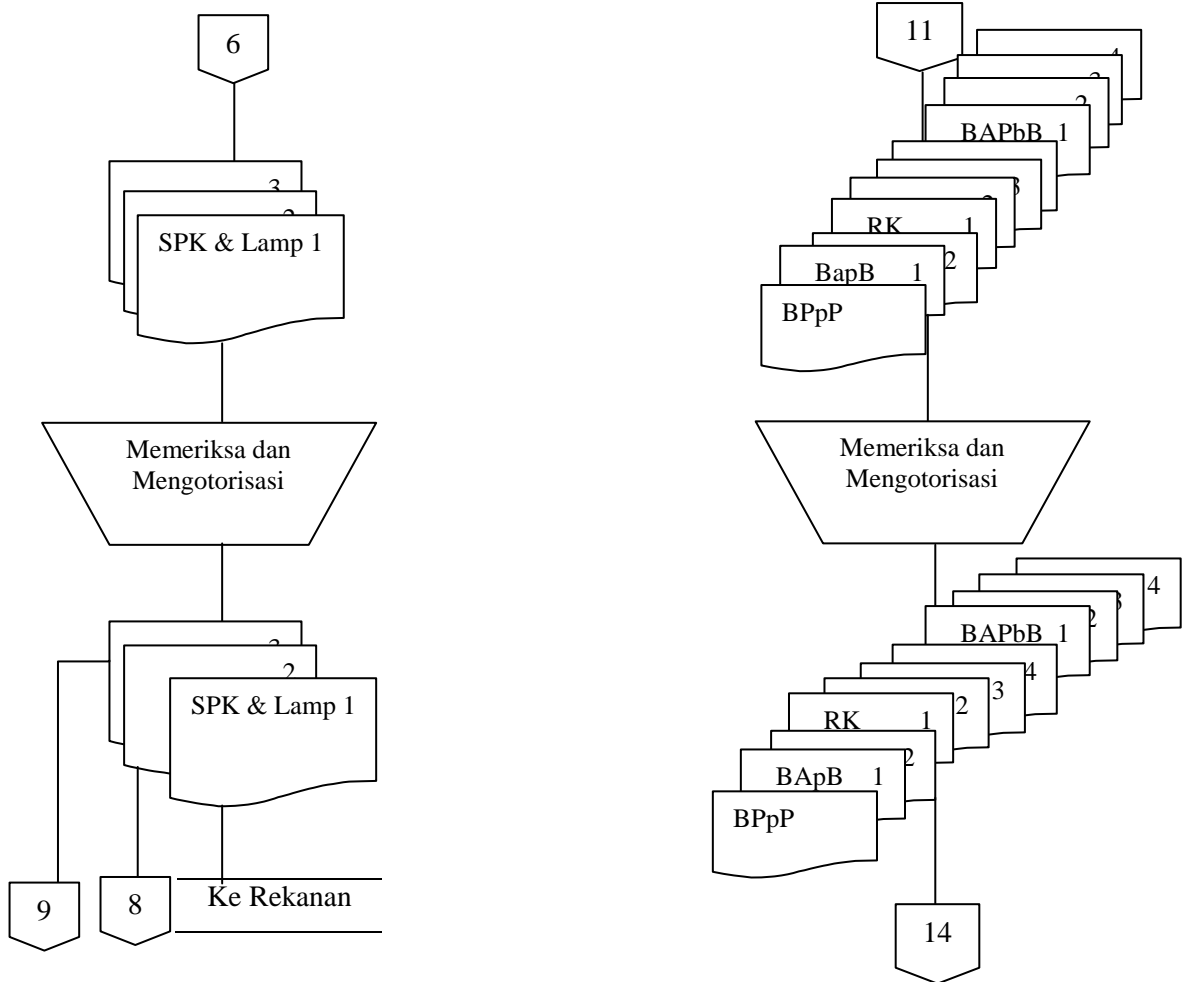 6
3
2
SPK & Lamp 1
Memeriksa dan
Mengotorisasi
3
2
SPK & Lamp 1
9
8
Ke Rekanan
11
4
3
2
BAPbB 1
3
2
RK 1
2
BapB 1
BPpP
Memeriksa dan
Mengotorisasi
4
3
2
BAPbB 1
4
3
2
RK 1
2
BApB 1
BPpP
14